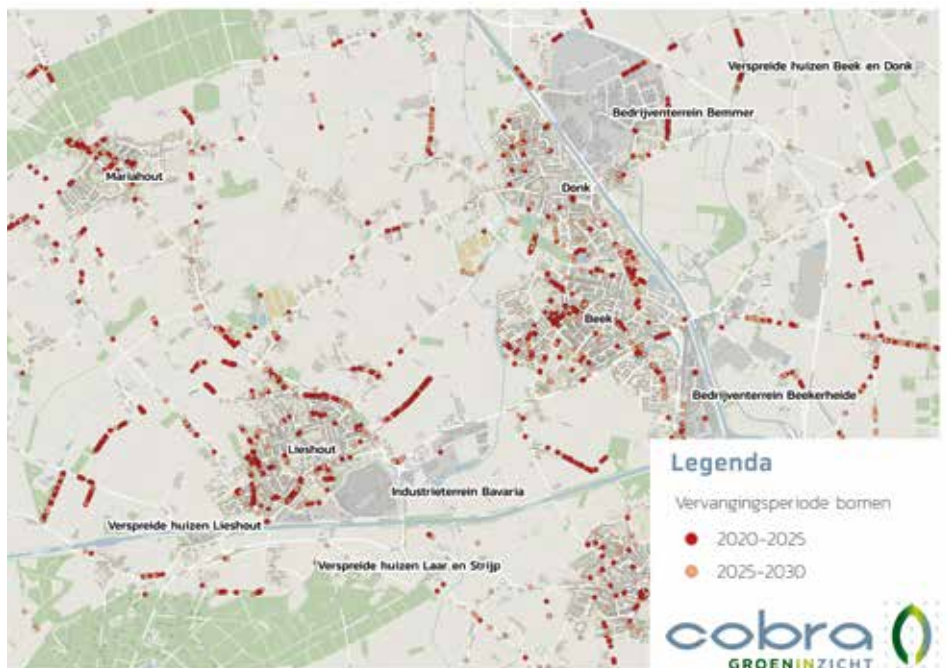 Verspreide huizen Beek en Donk
Bedrijventerrein Bemmer
Mariahout
Donk
Beek
Bedrijventerrein Beekerheide
Lieshout
Industrieterrein Bavaria
Verspreide huizen Lieshout
Verspreide huizen Laar en Strijp
Legenda
Vervangingsperiode bomen
2020-2025
2025-2030
cobra
GROENINZICHT